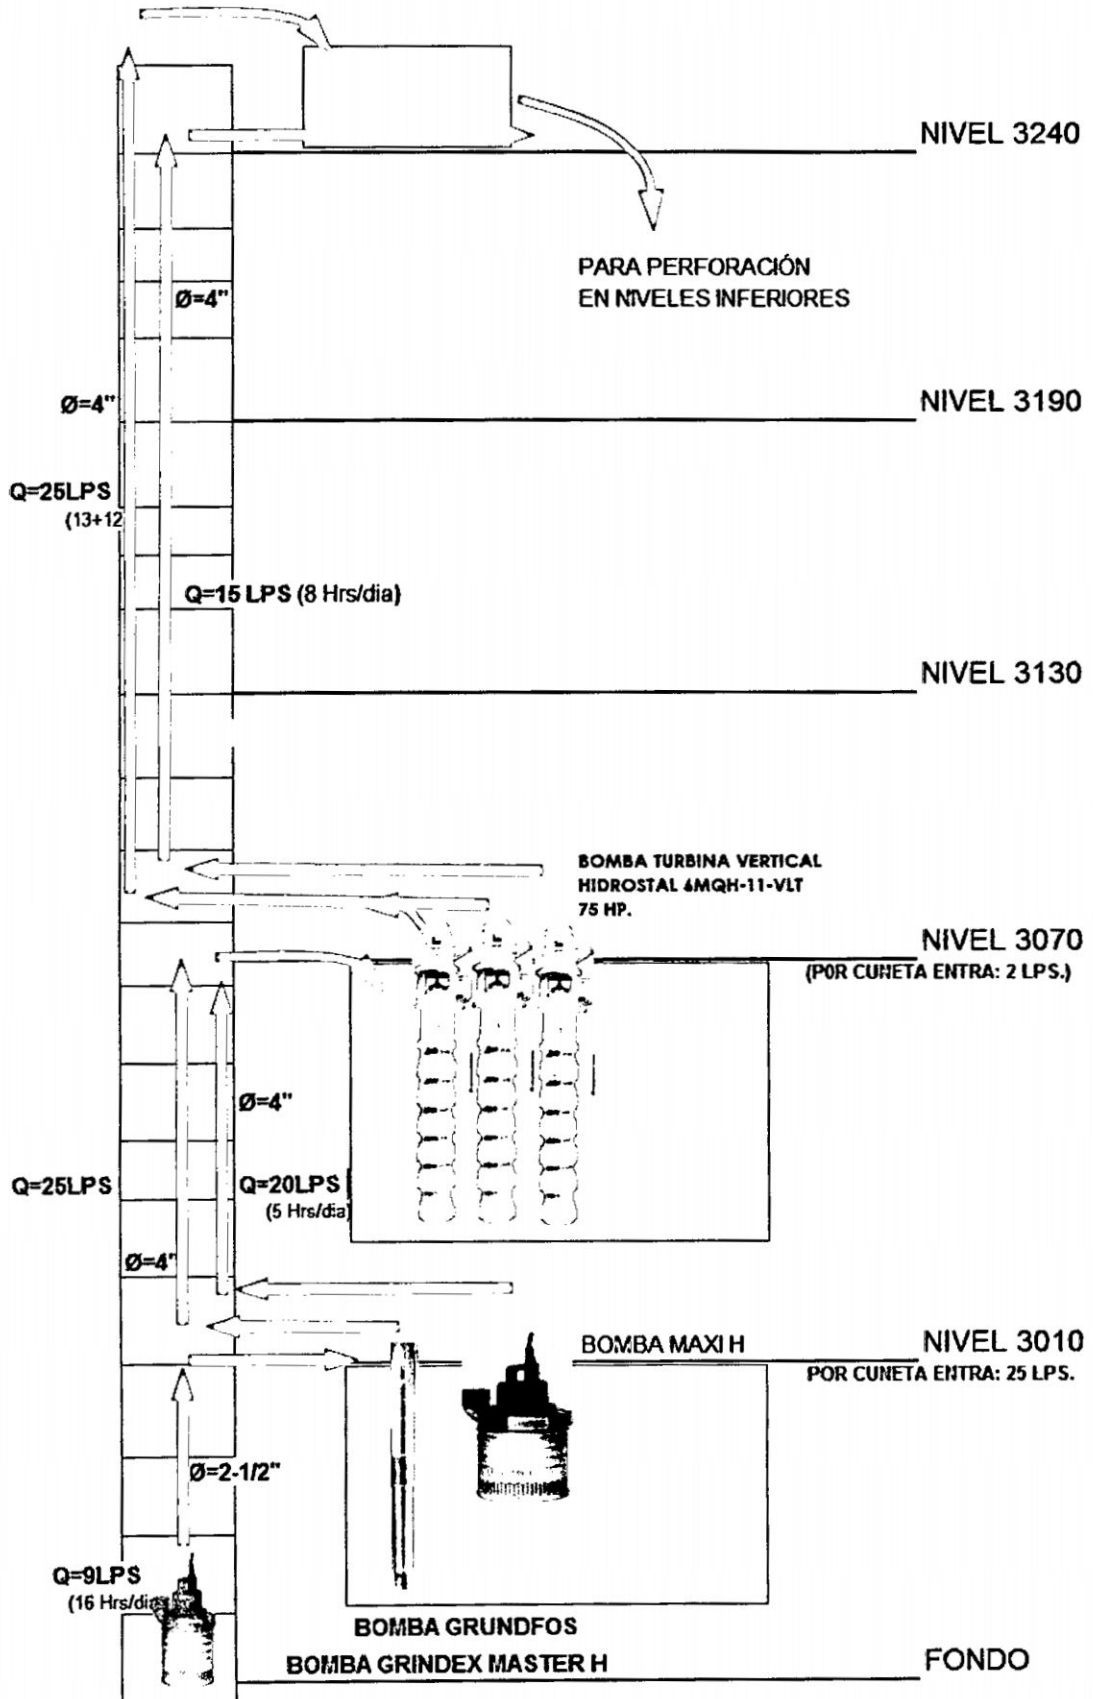 NIVEL 3240
PARA PERFORACIÓN
EN NIVELES INFERIORES
Ø=4"
Ø=4"
NIVEL 3190
Q=25LPS
(13+12
Q=15 LPS (8 Hrs/dia)
NIVEL 3130
BOMBA TURBINA VERTICAL
HIDROSTAL 6MQH-11-VLT
75 HP.
NIVEL 3070
(POR CUNETA ENTRA: 2 LPS.)
Ø=4"
Q=25LPS
Q=20LPS
(5 Hrs/dia)
Ø=4"
BOMBA MAXI H
NIVEL 3010
POR CUNETA ENTRA: 25 LPS.
Ø=2-1/2"
Q=9LPS
(16 Hrs/dia
BOMBA GRUNDFOS
BOMBA GRINDEX MASTER H
FONDO